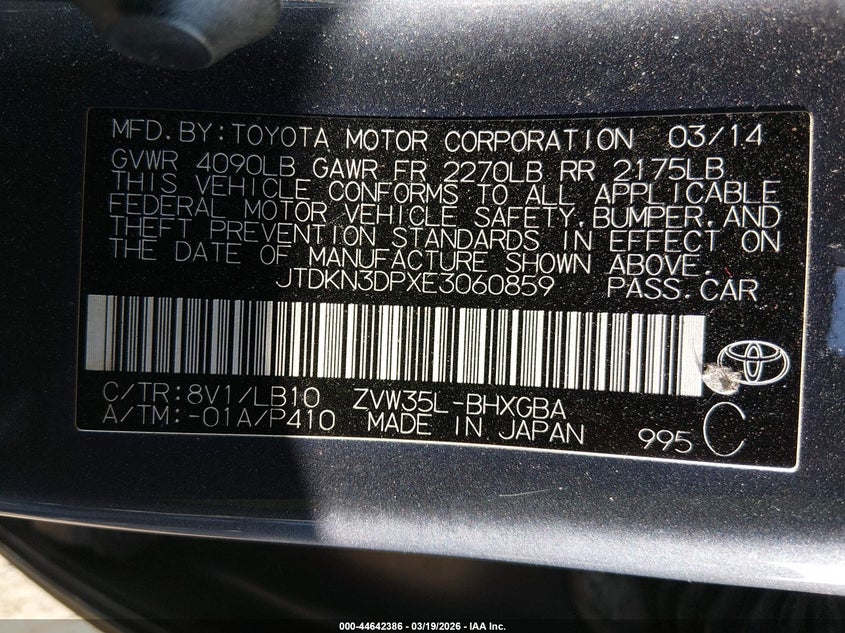 MFD.BY:TOYOTA MOTOR CORPORATION 03/14
GVWR 4090LB GAWR FR 2270LB RR 2175LB
THIS VEHICLE CONFORMS TO ALL APPLICABLE
FEDERAL MOTOR VEHICLE SAFETY,BUMPER,AND
THEFT PREVENTION STANDARDS IN EFFECT ON
THE DATE OF MANUFACTURE SHOWN ABOVE.
JTDKN3DPXE3060859 PASS.CAR
C/TR:8V1/LB10 ZVW35L-BHXGBA
A/TM:-01A/P410 MADE IN JAPAN 995 C
000-44642386 - 03/19/2026 - IAA Inc.